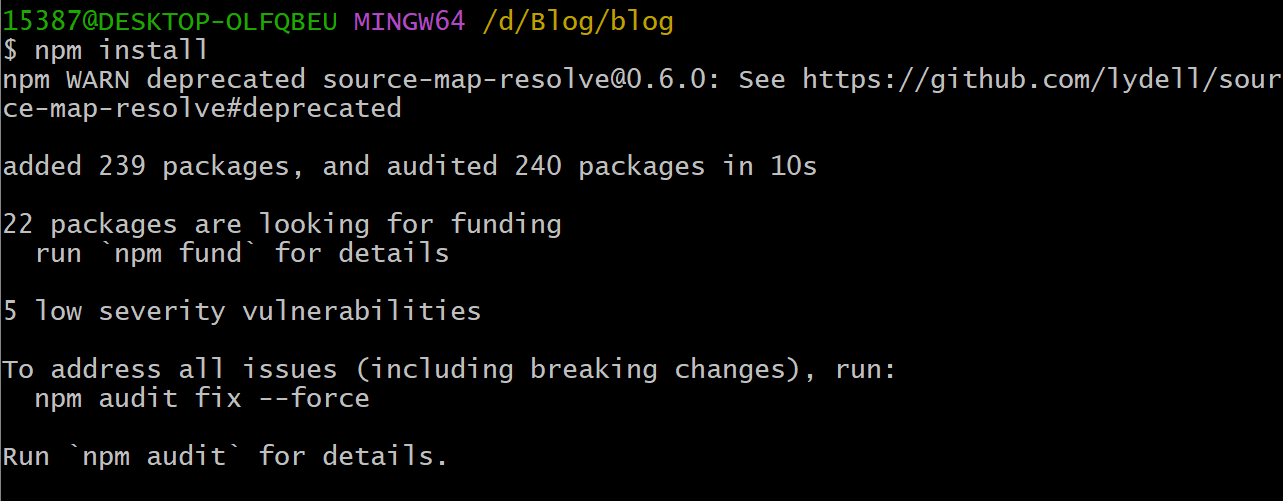 15387@DESKTOP-OLFQBEU MINGW64 /d/Blog/blog
$ npm install
npm WARN deprecated source-map-resolve@0.6.0: See https://github.com/lydell/sour
ce-map-resolve#deprecated
added 239 packages, and audited 240 packages in 10s
22 packages are looking for funding
  run `npm fund` for details
5 low severity vulnerabilities
To address all issues (including breaking changes), run:
  npm audit fix --force
Run `npm audit` for details.